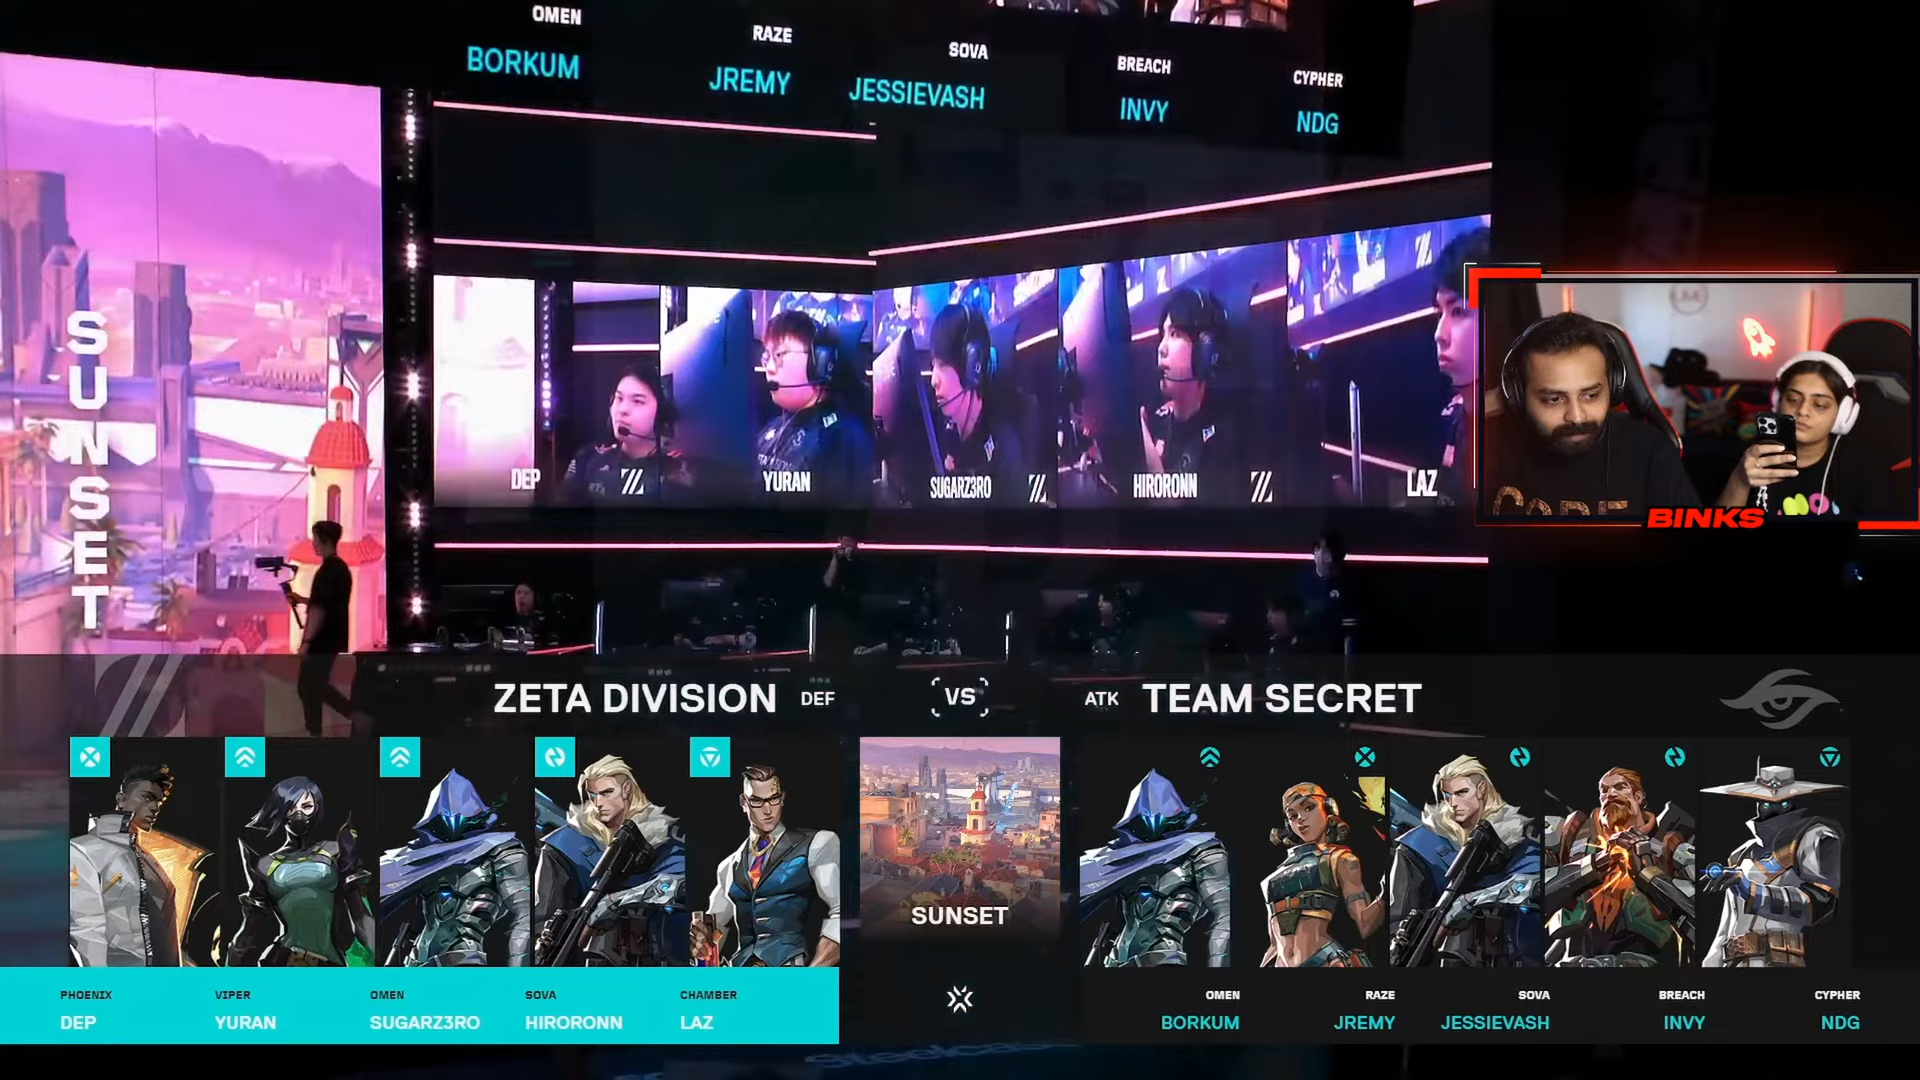 OMEN
BORKUM
RAZE
JREMY
SOVA
JESSIEVASH
BREACH
INVY
CYPHER
NDG
SUNSET
DEP
YURAN
SUGARZ3RO
HIRORONN
LAZ
BINKS
ZETA DIVISION DEF
VS
ATK TEAM SECRET
SUNSET
PHOENIX
DEP
VIPER
YURAN
OMEN
SUGARZ3RO
SOVA
HIRORONN
CHAMBER
LAZ
OMEN
BORKUM
RAZE
JREMY
SOVA
JESSIEVASH
BREACH
INVY
CYPHER
NDG